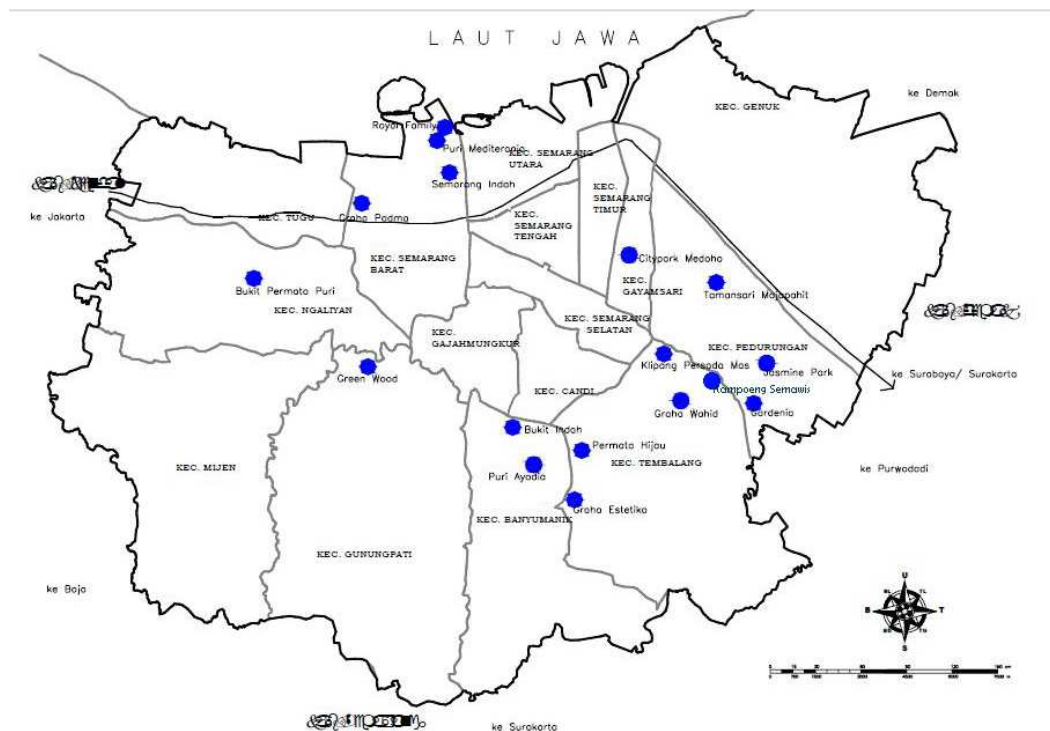 LAUT JAWA
ke Demak
KEC. GENUK
Royal Family
Puri Mediterania
KEC. SEMARANG
UTARA
Semarang Indah
ke Jakarta
KEC. TUGU
Graha Padma
KEC.
SEMARANG
TENGAH
KEC.
SEMARANG
TIMUR
KEC. SEMARANG
BARAT
Citypark Medoho
Bukit Permata Puri
KEC. NGALIYAN
KEC.
GAYAMSARI
Tamansari Majapahit
KEC.
GAJAHMUNGKUR
KEC. SEMARANG
SELATAN
KEC. PEDURUNGAN
Klipang Persada Mas
Jasmine Park
ke Surabaya/ Surakarta
Green Wood
KEC. CANDI
Kampoeng Semawis
Graha Wahid
Gardenia
Bukit Indah
Permata Hijau
KEC. MIJEN
Puri Ayodia
KEC. TEMBALANG
ke Purwodadi
Graha Estetika
KEC. BANYUMANIK
KEC. GUNUNGPATI
ke Boja
U
BL
TL
B
T
BD
TG
S
ke Surakarta